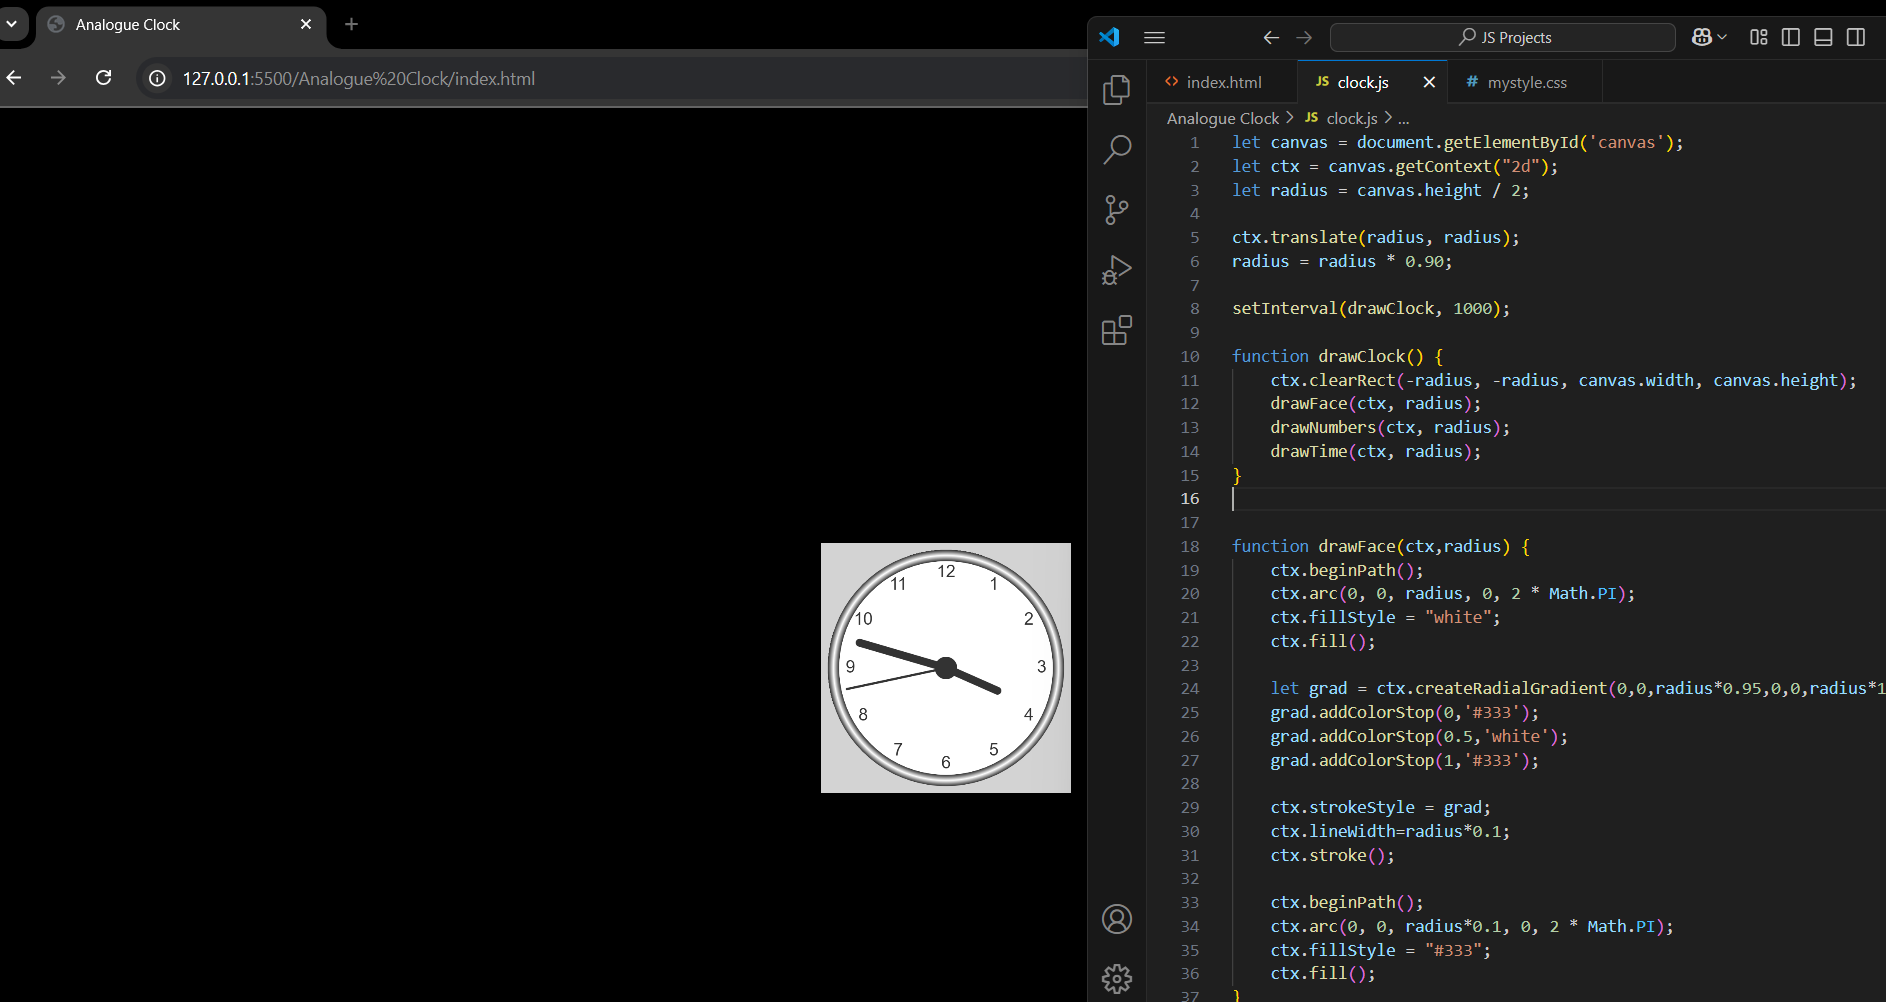 Analogue Clock
127.0.0.1:5500/Analogue%20Clock/index.html
12
11
1
10
2
9
3
8
4
7
5
6
JS Projects
<> index.html
JS clock.js
# mystyle.css
Analogue Clock > JS clock.js > ...
1 let canvas = document.getElementById('canvas');
2 let ctx = canvas.getContext("2d");
3 let radius = canvas.height / 2;
4
5 ctx.translate(radius, radius);
6 radius = radius * 0.90;
7
8 setInterval(drawClock, 1000);
9
10 function drawClock() {
11 ctx.clearRect(-radius, -radius, canvas.width, canvas.height);
12 drawFace(ctx, radius);
13 drawNumbers(ctx, radius);
14 drawTime(ctx, radius);
15 }
16
17
18 function drawFace(ctx,radius) {
19 ctx.beginPath();
20 ctx.arc(0, 0, radius, 0, 2 * Math.PI);
21 ctx.fillStyle = "white";
22 ctx.fill();
23
24 let grad = ctx.createRadialGradient(0,0,radius*0.95,0,0,radius*1
25 grad.addColorStop(0,'#333');
26 grad.addColorStop(0.5,'white');
27 grad.addColorStop(1,'#333');
28
29 ctx.strokeStyle = grad;
30 ctx.lineWidth=radius*0.1;
31 ctx.stroke();
32
33 ctx.beginPath();
34 ctx.arc(0, 0, radius*0.1, 0, 2 * Math.PI);
35 ctx.fillStyle = "#333";
36 ctx.fill();
37 }